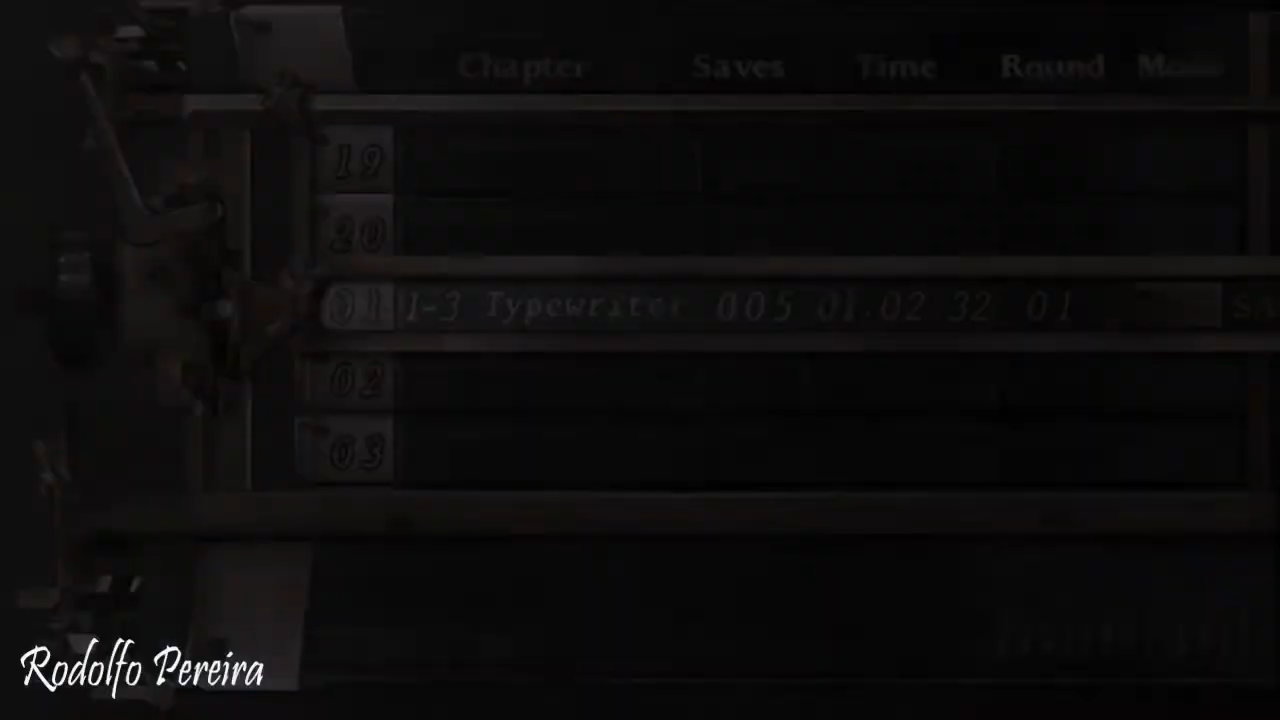 Chapter Saves Time Round
19
20
01 1-3 Typewriter 005 01:02 32 01
02
03
Rodolfo Pereira